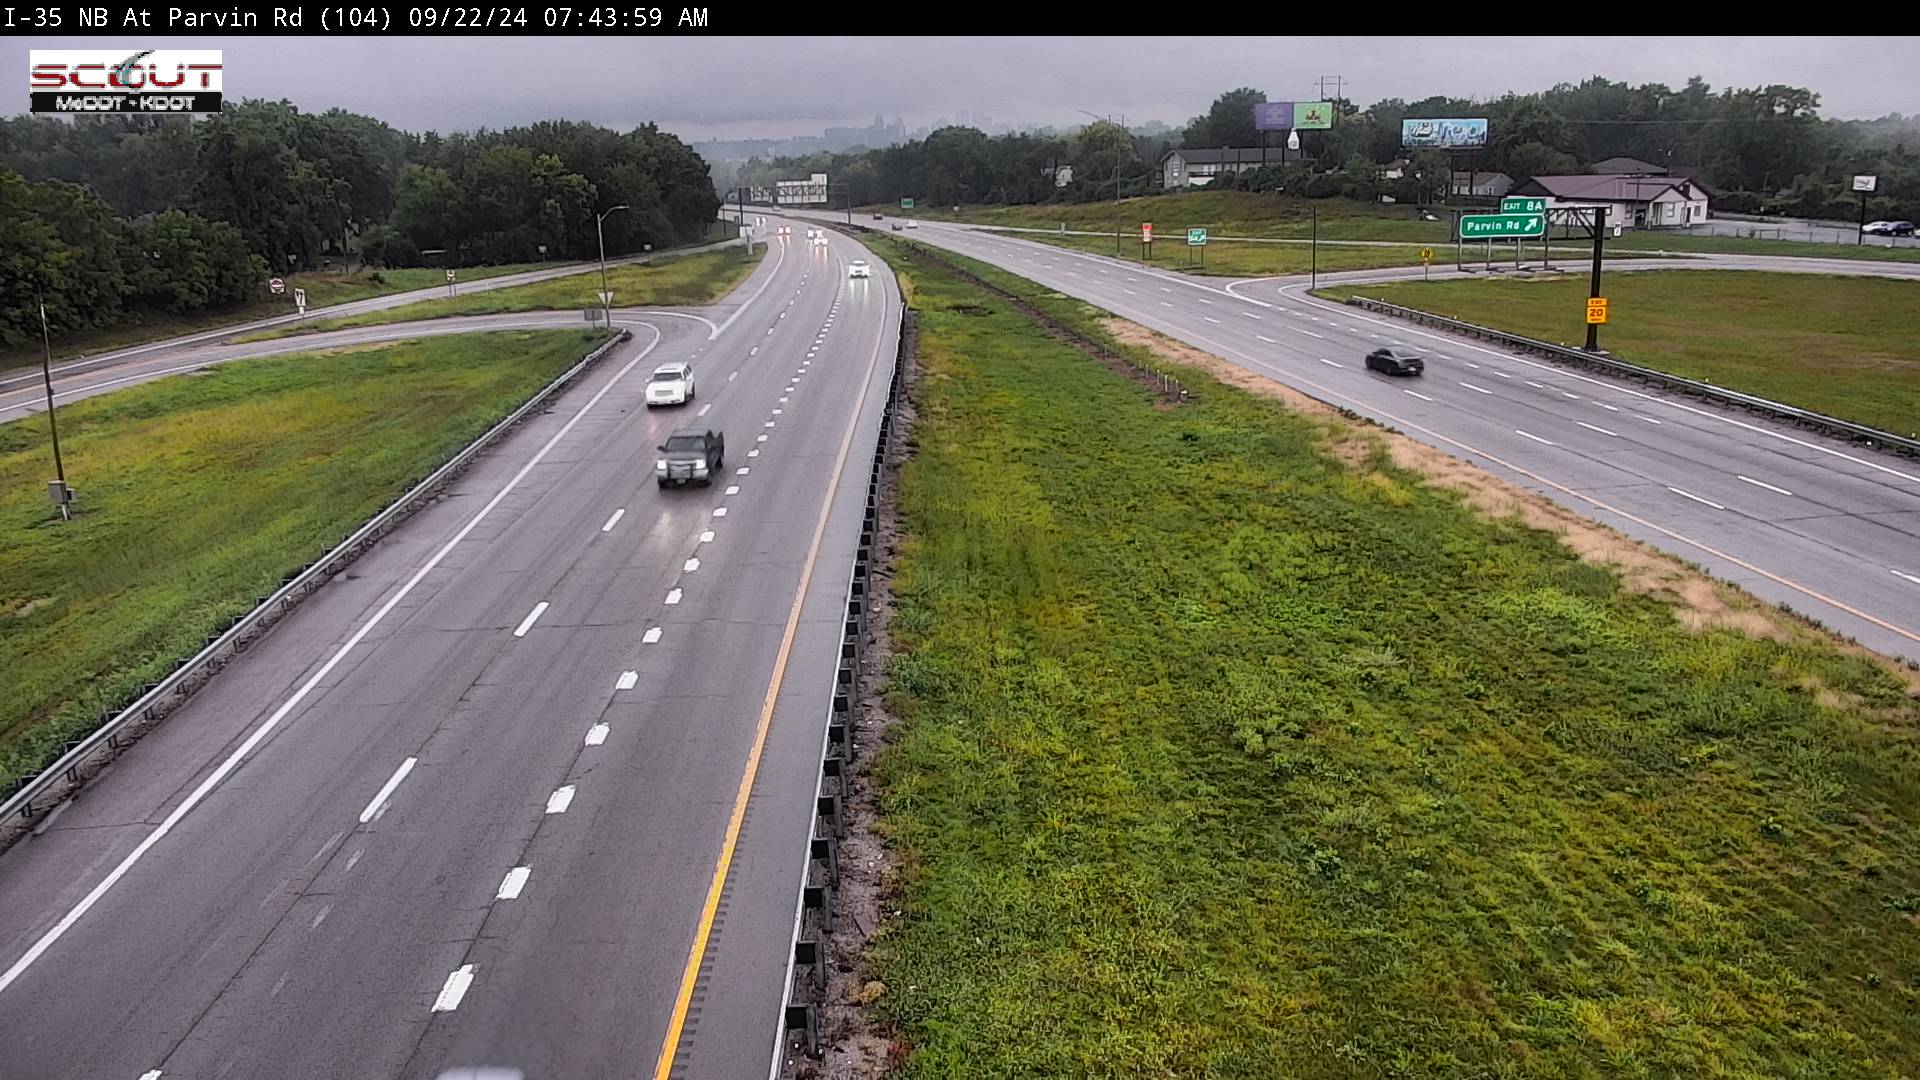 I-35 NB At Parvin Rd (104) 09/22/24 07:43:59 AM
SCOUT
MoDOT - KDOT
EXIT 8A
Parvin Rd
EXIT
20